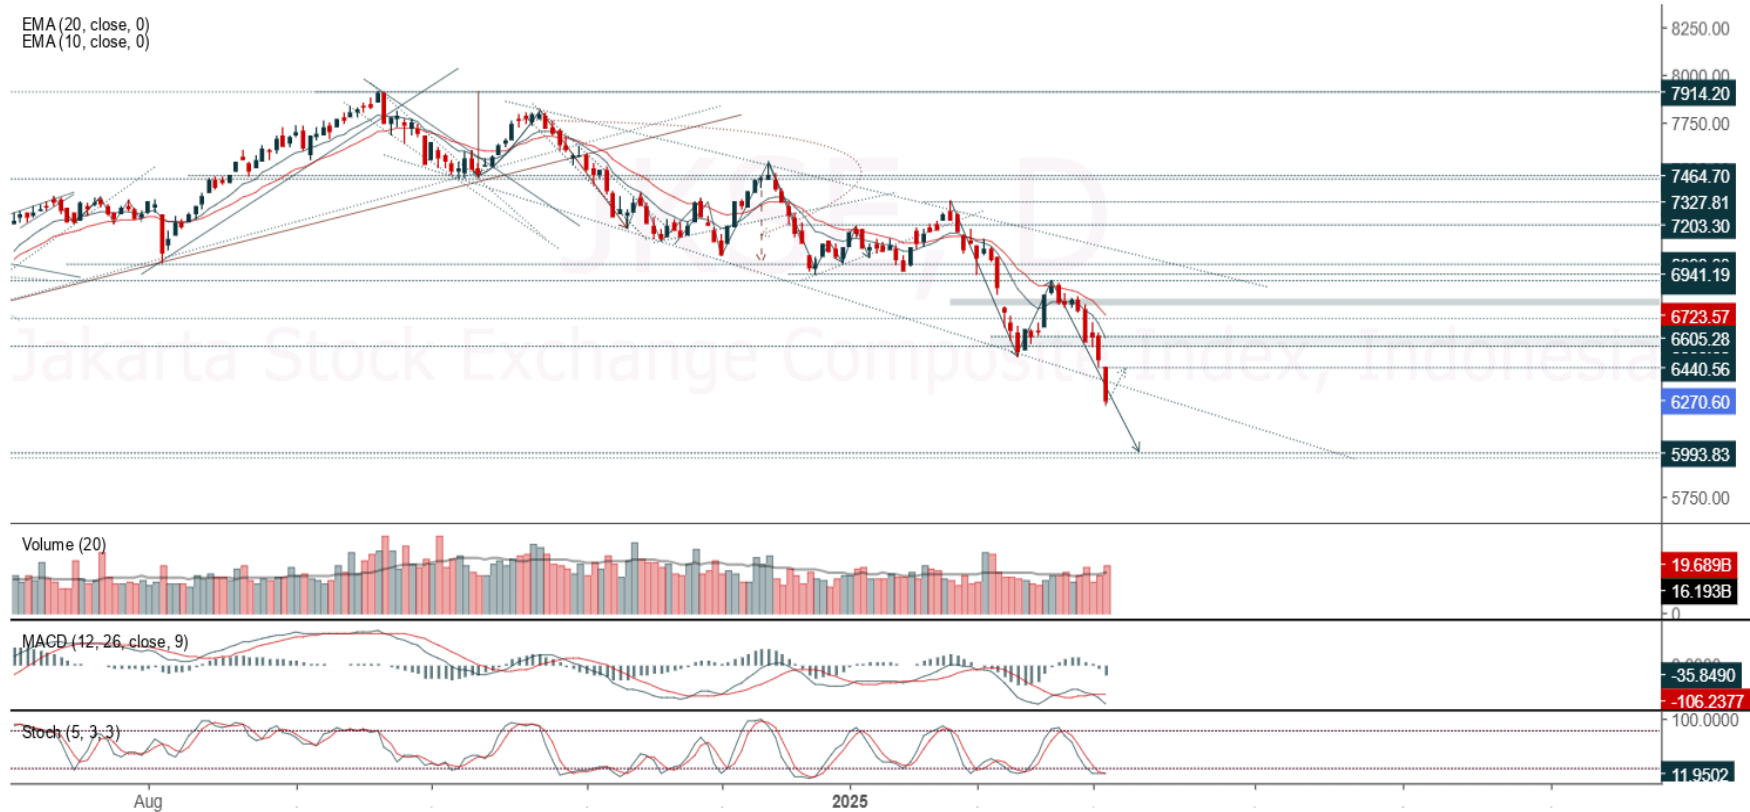 EMA (20, close, 0)
EMA (10, close, 0)
8250.00
8000.00
7914.20
7750.00
JKSE, D
7464.70
7327.81
7203.30
6941.19
6723.57
6605.28
Jakarta Stock Exchange Composite Index, Indonesia
6440.56
6270.60
5993.83
5750.00
Volume (20)
19.689B
16.193B
0
MACD (12, 26, close, 9)
-35.8490
-106.2377
100.0000
Stoch (5, 3, 3)
11.9502
Aug
2025